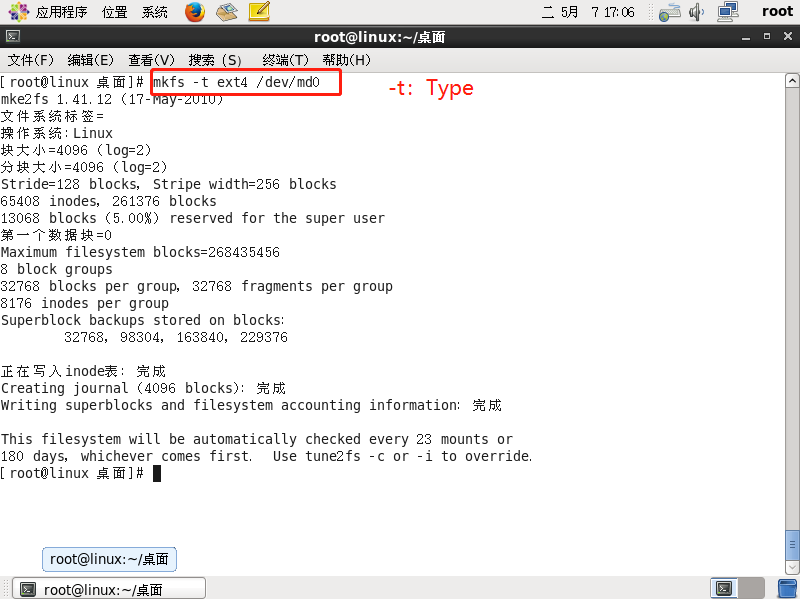 应用程序 位置 系统 二 5月 7 17:06 root
root@linux:~/桌面
文件(F) 编辑(E) 查看(V) 搜索 (S) 终端(T) 帮助(H)
[root@linux 桌面]# mkfs -t ext4 /dev/md0
-t: Type
mke2fs 1.41.12 (17-May-2010)
文件系统标签=
操作系统:Linux
块大小=4096 (log=2)
分块大小=4096 (log=2)
Stride=128 blocks, Stripe width=256 blocks
65408 inodes, 261376 blocks
13068 blocks (5.00%) reserved for the super user
第一个数据块=0
Maximum filesystem blocks=268435456
8 block groups
32768 blocks per group, 32768 fragments per group
8176 inodes per group
Superblock backups stored on blocks:
32768, 98304, 163840, 229376
正在写入inode表: 完成
Creating journal (4096 blocks): 完成
Writing superblocks and filesystem accounting information: 完成
This filesystem will be automatically checked every 23 mounts or
180 days, whichever comes first. Use tune2fs -c or -i to override.
[root@linux 桌面]#
root@linux:~/桌面
root@linux:~/桌面